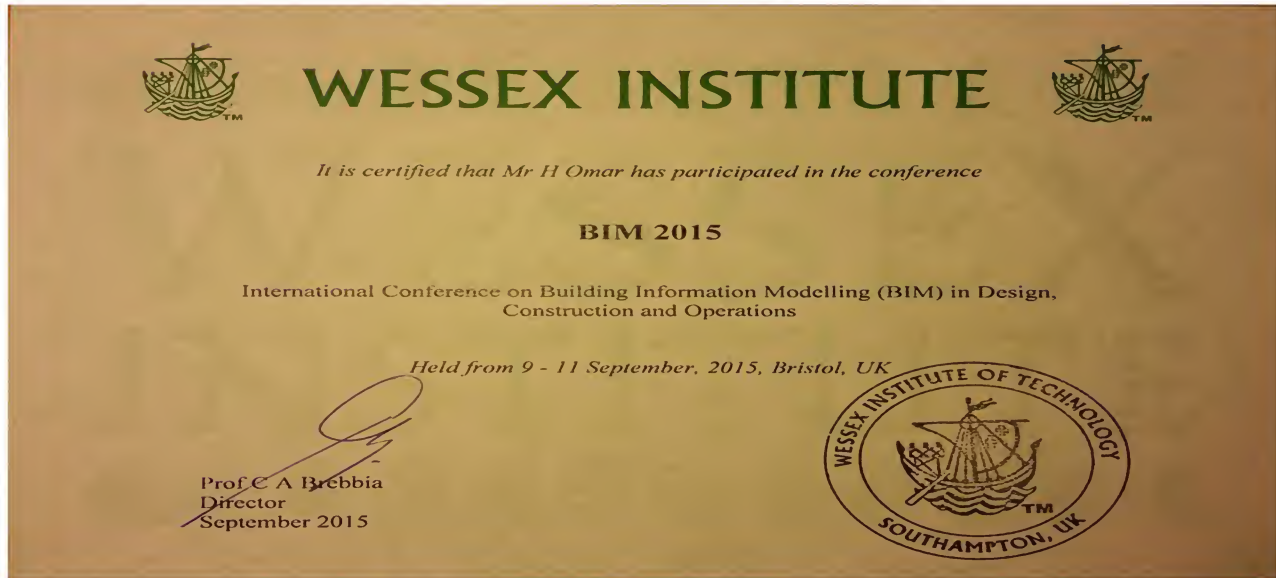 WESSEX INSTITUTE
TM
TM
It is certified that Mr H Omar has participated in the conference
BIM 2015
International Conference on Building Information Modelling (BIM) in Design,
Construction and Operations
Held from 9 - 11 September, 2015, Bristol, UK
Prof C A Brebbia
Director
September 2015
WESSEX INSTITUTE OF TECHNOLOGY
TM
SOUTHAMPTON, UK